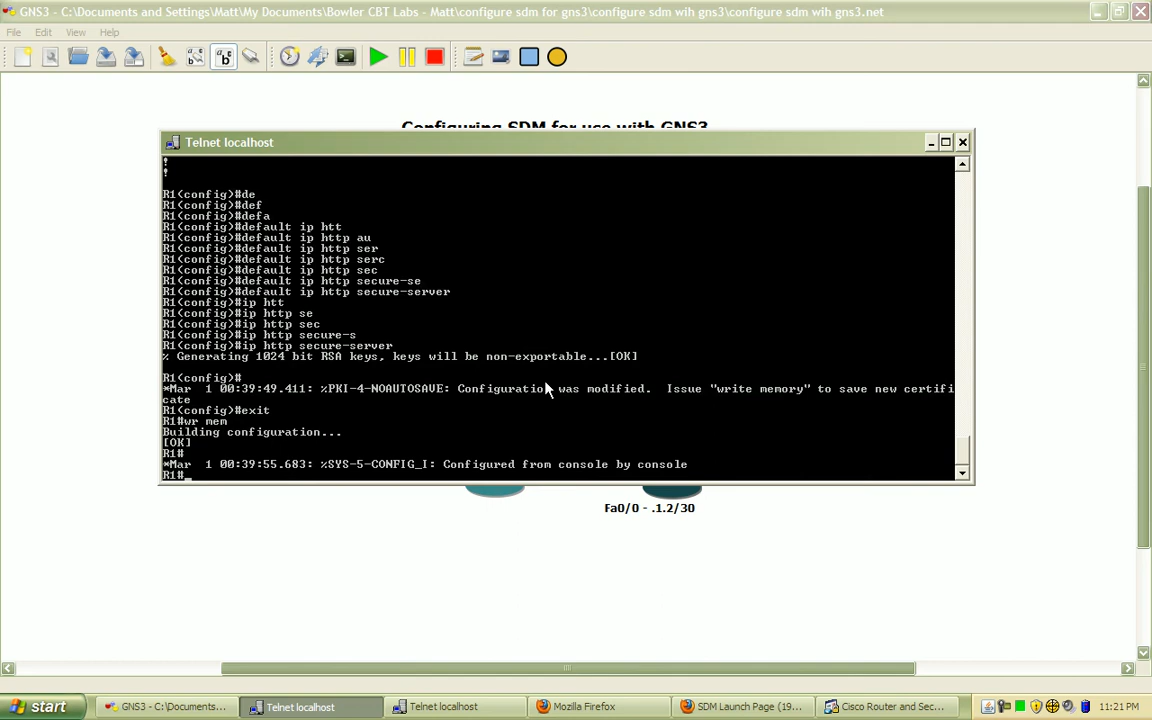 GNS3 - C:\Documents and Settings\Matt\My Documents\Bowler CBT Labs - Matt\configure sdm for gns3\configure sdm wih gns3\configure sdm wih gns3.net
File Edit View Help
Configuring SDM for use with GNS3
Telnet localhost
!
!
R1(config)#de
R1(config)#def
R1(config)#defa
R1(config)#default ip htt
R1(config)#default ip http au
R1(config)#default ip http ser
R1(config)#default ip http serc
R1(config)#default ip http sec
R1(config)#default ip http secure-se
R1(config)#default ip http secure-server
R1(config)#ip htt
R1(config)#ip http se
R1(config)#ip http sec
R1(config)#ip http secure-s
R1(config)#ip http secure-server
% Generating 1024 bit RSA keys, keys will be non-exportable...[OK]
R1(config)#
*Mar  1 00:39:49.411: %PKI-4-NOAUTOSAVE: Configuration was modified.  Issue "write memory" to save new certifi
cate
R1(config)#exit
R1#wr mem
Building configuration...
[OK]
R1#
*Mar  1 00:39:55.683: %SYS-5-CONFIG_I: Configured from console by console
R1#
Fa0/0 - .1.2/30
start GNS3 - C:\Documents... Telnet localhost Telnet localhost Mozilla Firefox SDM Launch Page (19... Cisco Router and Sec... 11:21 PM